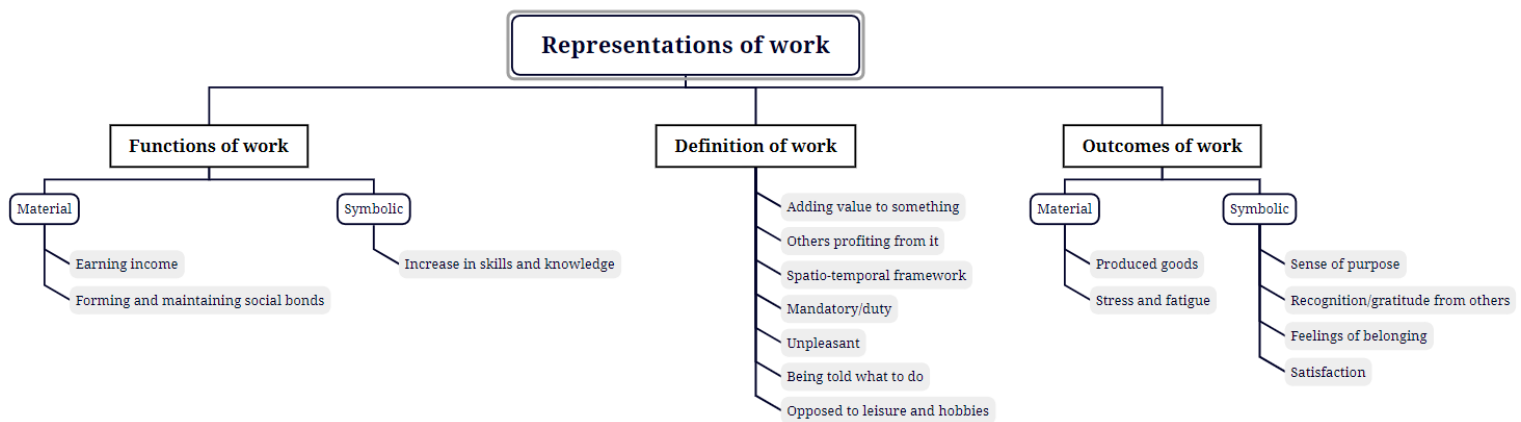 Representations of work
Functions of work
Material
Earning income
Forming and maintaining social bonds
Symbolic
Increase in skills and knowledge
Definition of work
Adding value to something
Others profiting from it
Spatio-temporal framework
Mandatory/duty
Unpleasant
Being told what to do
Opposed to leisure and hobbies
Outcomes of work
Material
Produced goods
Stress and fatigue
Symbolic
Sense of purpose
Recognition/gratitude from others
Feelings of belonging
Satisfaction